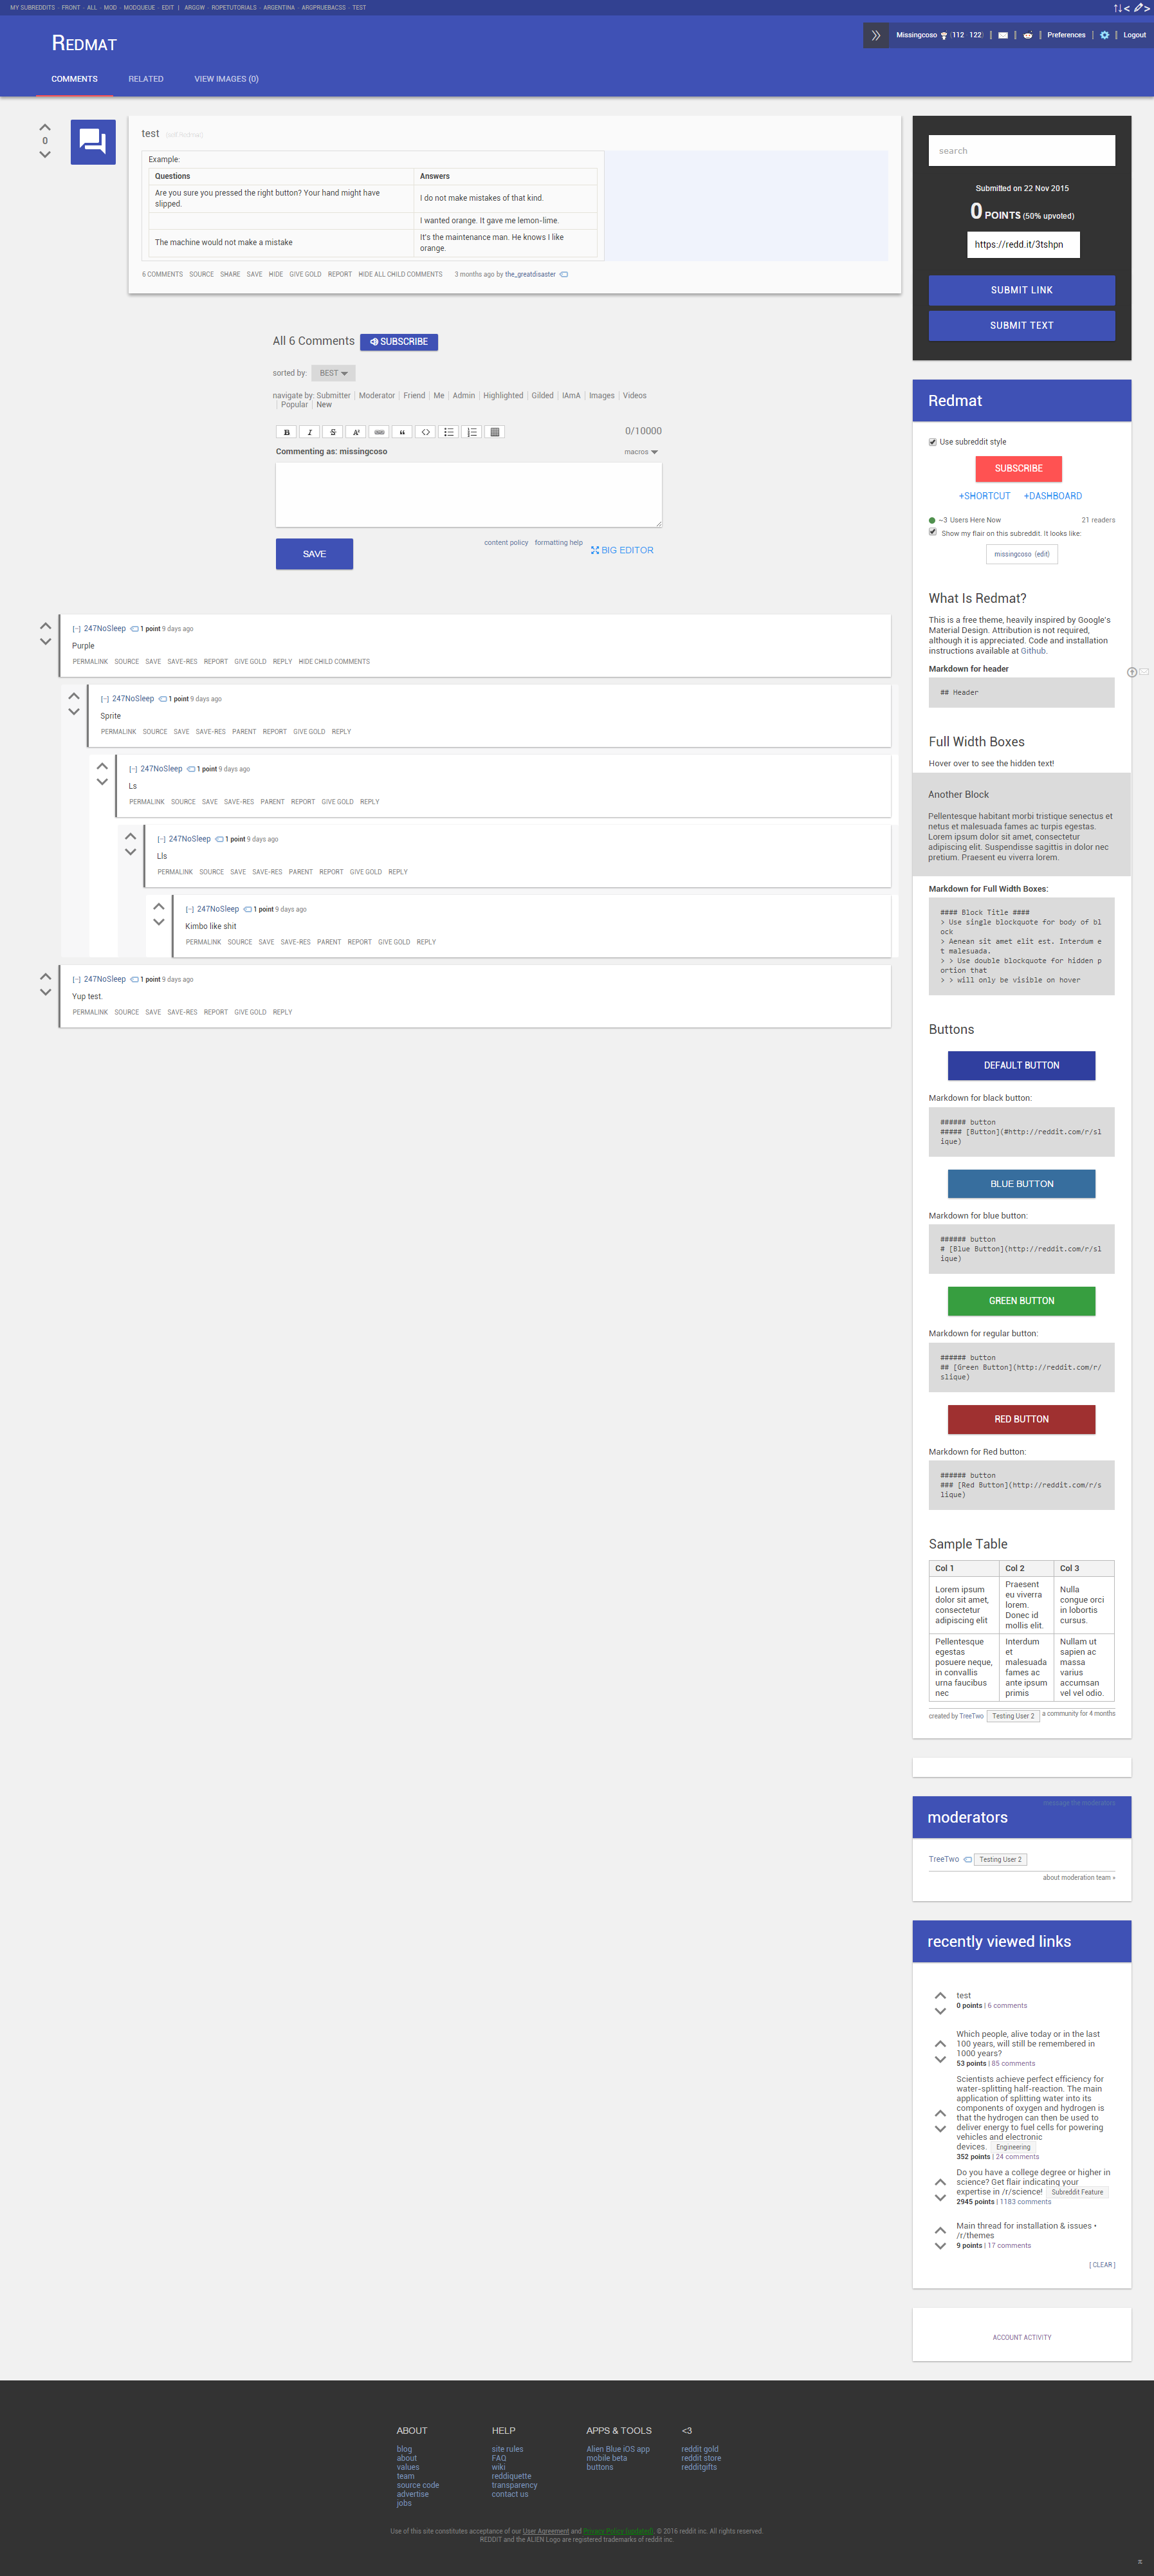 MY SUBREDDITS - FRONT - ALL - MOD - MODQUEUE - EDIT | ARGGW - ROPETUTORIALS - ARGENTINA - ARGPRUEBACSS - TEST
REDMAT
Missingcoso (112 122) | | | Preferences | | Logout
COMMENTS RELATED VIEW IMAGES (0)
0
test (self.Redmat)
Example:
Questions Answers
Are you sure you pressed the right button? Your hand might have
slipped.
I do not make mistakes of that kind.
I wanted orange. It gave me lemon-lime.
The machine would not make a mistake
It's the maintenance man. He knows I like
orange.
6 COMMENTS SOURCE SHARE SAVE HIDE GIVE GOLD REPORT HIDE ALL CHILD COMMENTS 3 months ago by the_greatdisaster
All 6 Comments SUBSCRIBE
sorted by: BEST
navigate by: Submitter | Moderator | Friend | Me | Admin | Highlighted | Gilded | IAmA | Images | Videos
| Popular | New
B I S A <> 0/10000
Commenting as: missingcoso macros
SAVE content policy formatting help BIG EDITOR
[–] 247NoSleep 1 point 9 days ago
Purple
PERMALINK SOURCE SAVE SAVE-RES REPORT GIVE GOLD REPLY HIDE CHILD COMMENTS
[–] 247NoSleep 1 point 9 days ago
Sprite
PERMALINK SOURCE SAVE SAVE-RES PARENT REPORT GIVE GOLD REPLY
[–] 247NoSleep 1 point 9 days ago
Ls
PERMALINK SOURCE SAVE SAVE-RES PARENT REPORT GIVE GOLD REPLY
[–] 247NoSleep 1 point 9 days ago
Lls
PERMALINK SOURCE SAVE SAVE-RES PARENT REPORT GIVE GOLD REPLY
[–] 247NoSleep 1 point 9 days ago
Kimbo like shit
PERMALINK SOURCE SAVE SAVE-RES PARENT REPORT GIVE GOLD REPLY
[–] 247NoSleep 1 point 9 days ago
Yup test.
PERMALINK SOURCE SAVE SAVE-RES REPORT GIVE GOLD REPLY
search
Submitted on 22 Nov 2015
0 POINTS (50% upvoted)
https://redd.it/3tshpn
SUBMIT LINK
SUBMIT TEXT
Redmat
Use subreddit style
SUBSCRIBE
+SHORTCUT +DASHBOARD
~3 Users Here Now 21 readers
Show my flair on this subreddit. It looks like:
missingcoso (edit)
What Is Redmat?
This is a free theme, heavily inspired by Google's
Material Design. Attribution is not required,
although it is appreciated. Code and installation
instructions available at Github.
Markdown for header
## Header
Full Width Boxes
Hover over to see the hidden text!
Another Block
Pellentesque habitant morbi tristique senectus et
netus et malesuada fames ac turpis egestas.
Lorem ipsum dolor sit amet, consectetur
adipiscing elit. Suspendisse sagittis in dolor nec
pretium. Praesent eu viverra lorem.
Markdown for Full Width Boxes:
#### Block Title ####
> Use single blockquote for body of bl
ock
> Aenean sit amet elit est. Interdum e
t malesuada.
> > Use double blockquote for hidden p
ortion that
> > will only be visible on hover
Buttons
DEFAULT BUTTON
Markdown for black button:
###### button
##### [Button](#http://reddit.com/r/sl
ique)
BLUE BUTTON
Markdown for blue button:
###### button
# [Blue Button](http://reddit.com/r/sl
ique)
GREEN BUTTON
Markdown for regular button:
###### button
## [Green Button](http://reddit.com/r/
slique)
RED BUTTON
Markdown for Red button:
###### button
### [Red Button](http://reddit.com/r/s
lique)
Sample Table
Col 1 Col 2 Col 3
Lorem ipsum
dolor sit amet,
consectetur
adipiscing elit
Praesent
eu viverra
lorem.
Donec id
mollis elit.
Nulla
congue orci
in lobortis
cursus.
Pellentesque
egestas
posuere neque,
in convallis
urna faucibus
nec
Interdum
et
malesuada
fames ac
ante ipsum
primis
Nullam ut
sapien ac
massa
varius
accumsan
vel vel odio.
created by TreeTwo Testing User 2 a community for 4 months
message the moderators
moderators
TreeTwo Testing User 2
about moderation team »
recently viewed links
test
0 points | 6 comments
Which people, alive today or in the last
100 years, will still be remembered in
1000 years?
53 points | 85 comments
Scientists achieve perfect efficiency for
water-splitting half-reaction. The main
application of splitting water into its
components of oxygen and hydrogen is
that the hydrogen can then be used to
deliver energy to fuel cells for powering
vehicles and electronic
devices. Engineering
352 points | 24 comments
Do you have a college degree or higher in
science? Get flair indicating your
expertise in /r/science! Subreddit Feature
2945 points | 1183 comments
Main thread for installation & issues •
/r/themes
9 points | 17 comments
[ CLEAR ]
ACCOUNT ACTIVITY
ABOUT
blog
about
values
team
source code
advertise
jobs
HELP
site rules
FAQ
wiki
reddiquette
transparency
contact us
APPS & TOOLS
Alien Blue iOS app
mobile beta
buttons
<3
reddit gold
reddit store
redditgifts
Use of this site constitutes acceptance of our User Agreement and Privacy Policy (updated). © 2016 reddit inc. All rights reserved.
REDDIT and the ALIEN Logo are registered trademarks of reddit inc.
π